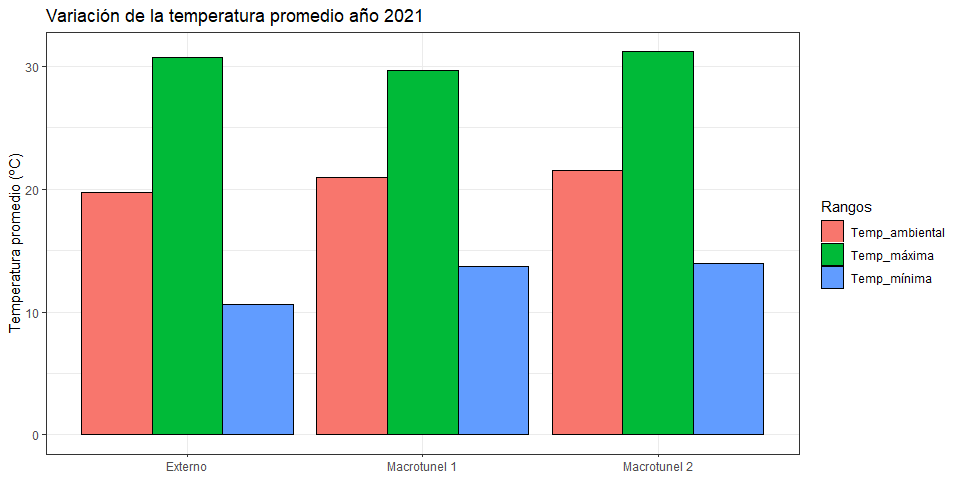 Variación de la temperatura promedio año 2021
Temperatura promedio (ºC)
30
20
10
0
Externo
Macrotunel 1
Macrotunel 2
Rangos
Temp_ambiental
Temp_máxima
Temp_mínima